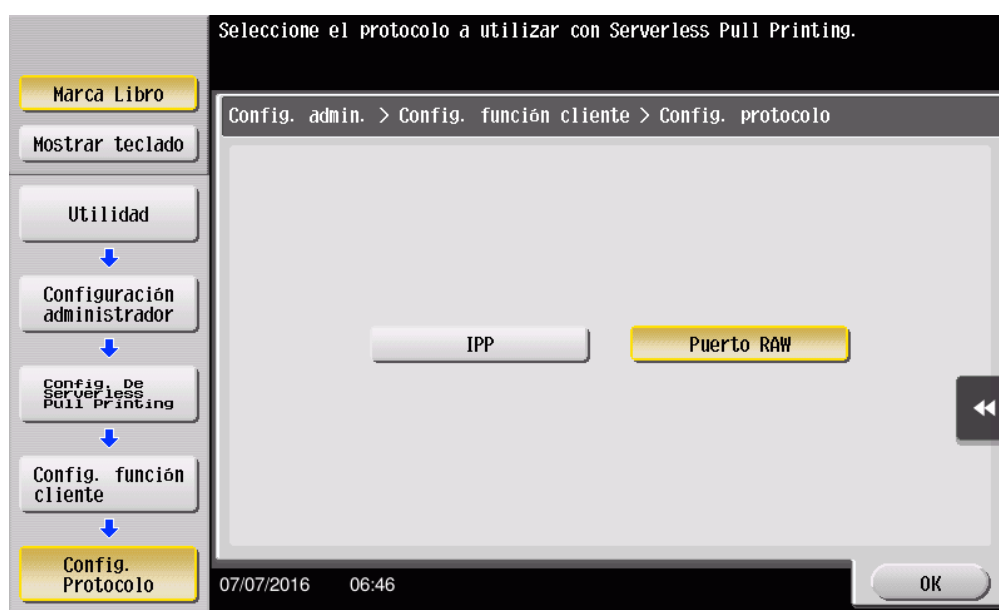 Seleccione el protocolo a utilizar con Serverless Pull Printing.
Marca Libro
Mostrar teclado
Config. admin. > Config. función cliente > Config. protocolo
Utilidad
Configuración
administrador
Config. De
Serverless
Pull Printing
Config. función
cliente
Config.
Protocolo
IPP
Puerto RAW
07/07/2016 06:46
OK